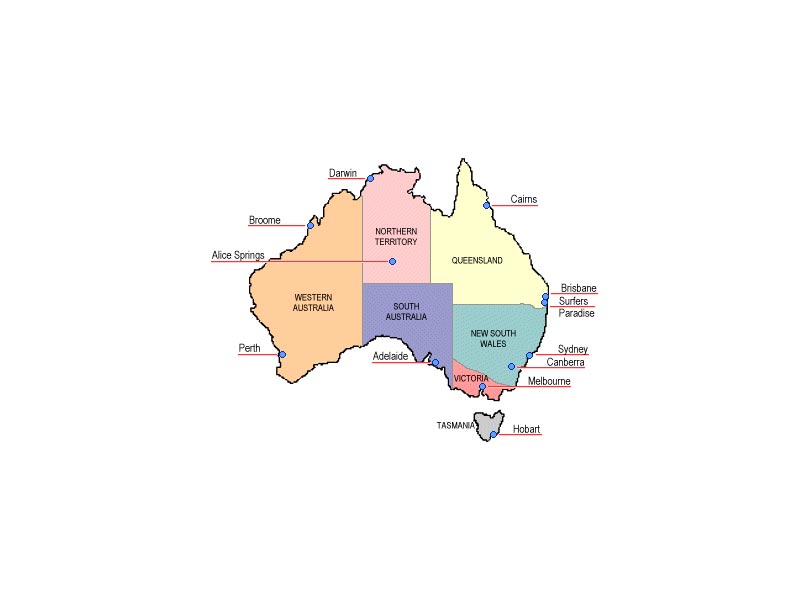 Darwin
Cairns
Broome
NORTHERN
TERRITORY
Alice Springs
QUEENSLAND
Brisbane
Surfers
Paradise
WESTERN
AUSTRALIA
SOUTH
AUSTRALIA
NEW SOUTH
WALES
Perth
Adelaide
Sydney
Canberra
VICTORIA
Melbourne
TASMANIA
Hobart